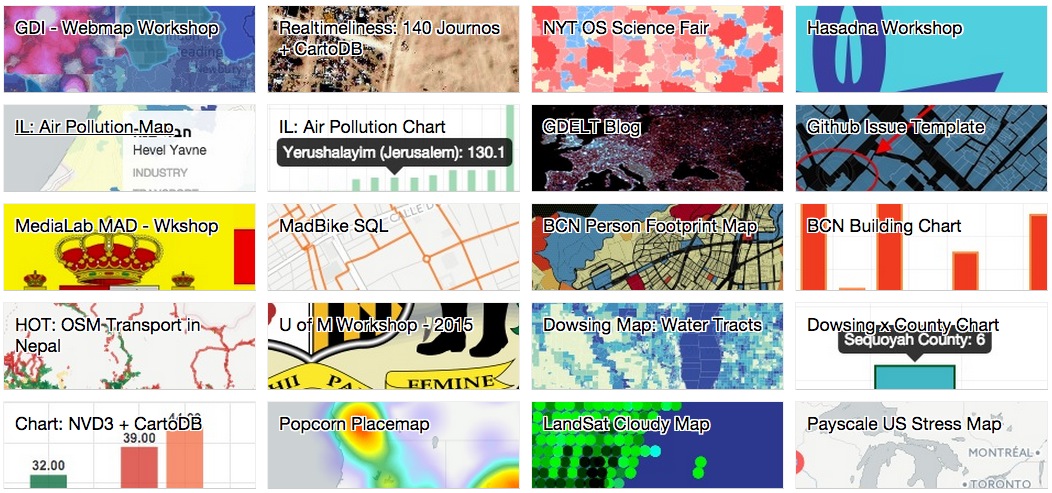 GDI - Webmap Workshop
Realtimeliness: 140 Journos
+ CartoDB
NYT OS Science Fair
Hasadna Workshop
IL: Air Pollution Map
Hevel Yavne
INDUSTRY
IL: Air Pollution Chart
Yerushalayim (Jerusalem): 130.1
GDELT Blog
Github Issue Template
MediaLab MAD - Wkshop
MadBike SQL
CALLE D
BCN Person Footprint Map
BCN Building Chart
HOT: OSM-Transport in
Nepal
U of M Workshop - 2015
FEMINE
Dowsing Map: Water Tracts
Dowsing x County Chart
Sequoyah County: 6
Chart: NVD3 + CartoDB
39.00
32.00
Popcorn Placemap
LandSat Cloudy Map
Payscale US Stress Map
MONTRÉAL
TORONTO